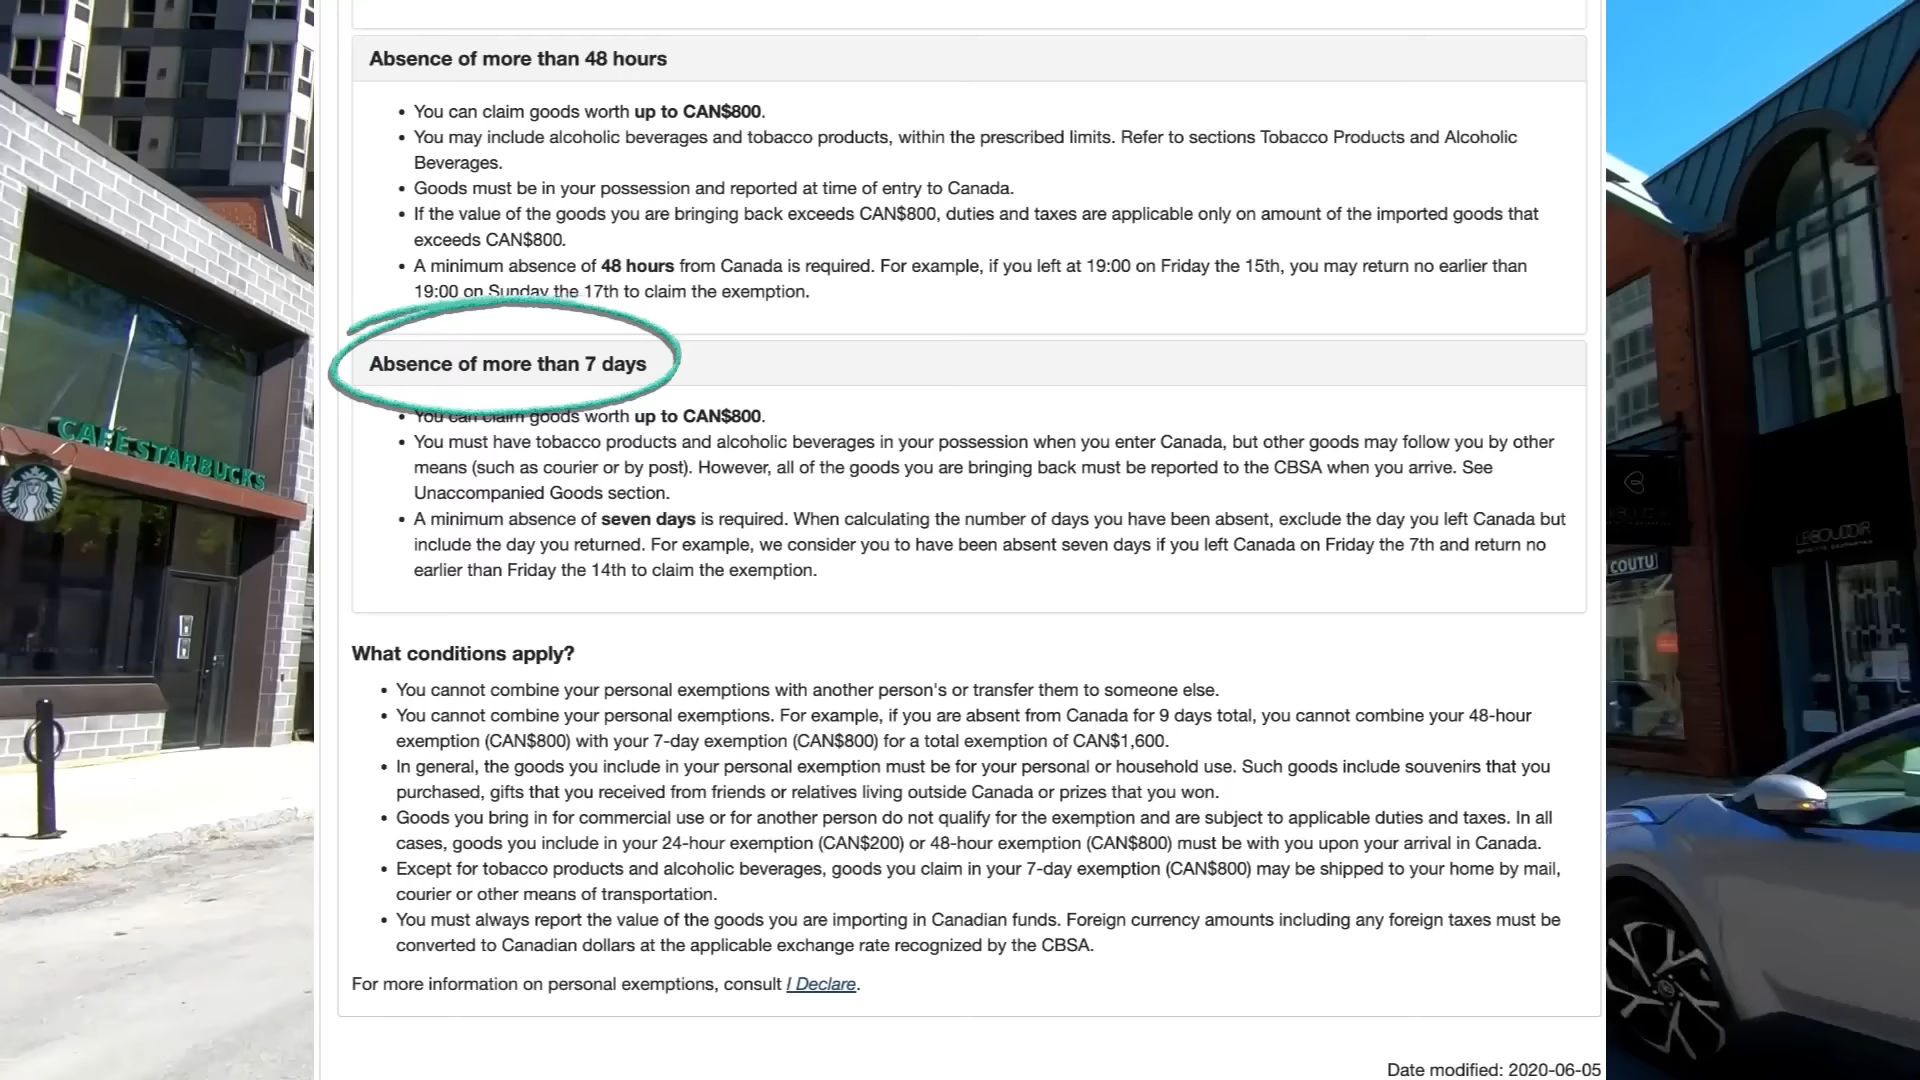 Absence of more than 48 hours
You can claim goods worth up to CAN$800.
You may include alcoholic beverages and tobacco products, within the prescribed limits. Refer to sections Tobacco Products and Alcoholic
Beverages.
Goods must be in your possession and reported at time of entry to Canada.
If the value of the goods you are bringing back exceeds CAN$800, duties and taxes are applicable only on amount of the imported goods that
exceeds CAN$800.
A minimum absence of 48 hours from Canada is required. For example, if you left at 19:00 on Friday the 15th, you may return no earlier than
19:00 on Sunday the 17th to claim the exemption.
Absence of more than 7 days
You can claim goods worth up to CAN$800.
You must have tobacco products and alcoholic beverages in your possession when you enter Canada, but other goods may follow you by other
means (such as courier or by post). However, all of the goods you are bringing back must be reported to the CBSA when you arrive. See
Unaccompanied Goods section.
A minimum absence of seven days is required. When calculating the number of days you have been absent, exclude the day you left Canada but
include the day you returned. For example, we consider you to have been absent seven days if you left Canada on Friday the 7th and return no
earlier than Friday the 14th to claim the exemption.
What conditions apply?
You cannot combine your personal exemptions with another person's or transfer them to someone else.
You cannot combine your personal exemptions. For example, if you are absent from Canada for 9 days total, you cannot combine your 48-hour
exemption (CAN$800) with your 7-day exemption (CAN$800) for a total exemption of CAN$1,600.
In general, the goods you include in your personal exemption must be for your personal or household use. Such goods include souvenirs that you
purchased, gifts that you received from friends or relatives living outside Canada or prizes that you won.
Goods you bring in for commercial use or for another person do not qualify for the exemption and are subject to applicable duties and taxes. In all
cases, goods you include in your 24-hour exemption (CAN$200) or 48-hour exemption (CAN$800) must be with you upon your arrival in Canada.
Except for tobacco products and alcoholic beverages, goods you claim in your 7-day exemption (CAN$800) may be shipped to your home by mail,
courier or other means of transportation.
You must always report the value of the goods you are importing in Canadian funds. Foreign currency amounts including any foreign taxes must be
converted to Canadian dollars at the applicable exchange rate recognized by the CBSA.
For more information on personal exemptions, consult I Declare.
Date modified: 2020-06-05
CAFÉ STARBUCKS
LEBOUDOIR
COUTU